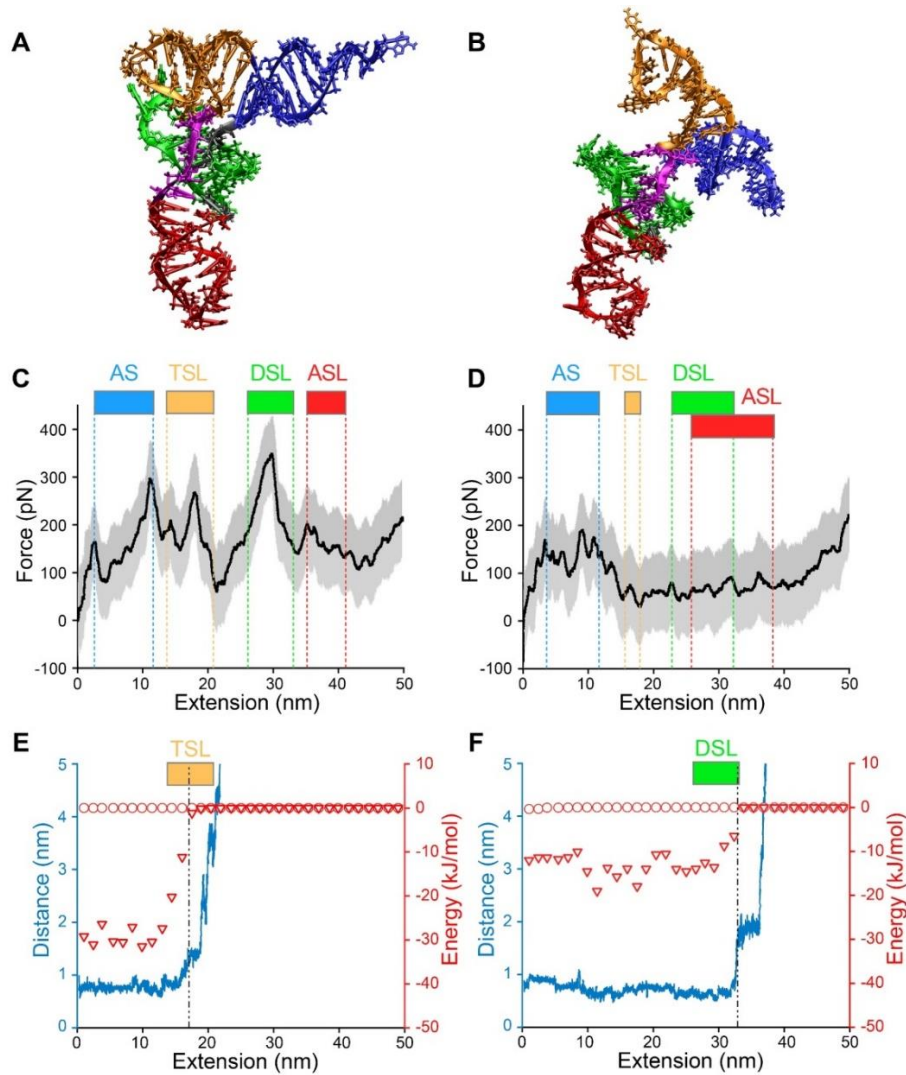 A
B
C
AS
TSL
DSL
ASL
Force (pN)
400
300
200
100
0
-100
0
10
20
30
40
50
Extension (nm)
D
AS
TSL
DSL
ASL
Force (pN)
400
300
200
100
0
-100
0
10
20
30
40
50
Extension (nm)
E
TSL
Distance (nm)
5
4
3
2
1
0
10
0
-10
-20
-30
-40
-50
Energy (kJ/mol)
0
10
20
30
40
50
Extension (nm)
F
DSL
Distance (nm)
5
4
3
2
1
0
10
0
-10
-20
-30
-40
-50
Energy (kJ/mol)
0
10
20
30
40
50
Extension (nm)